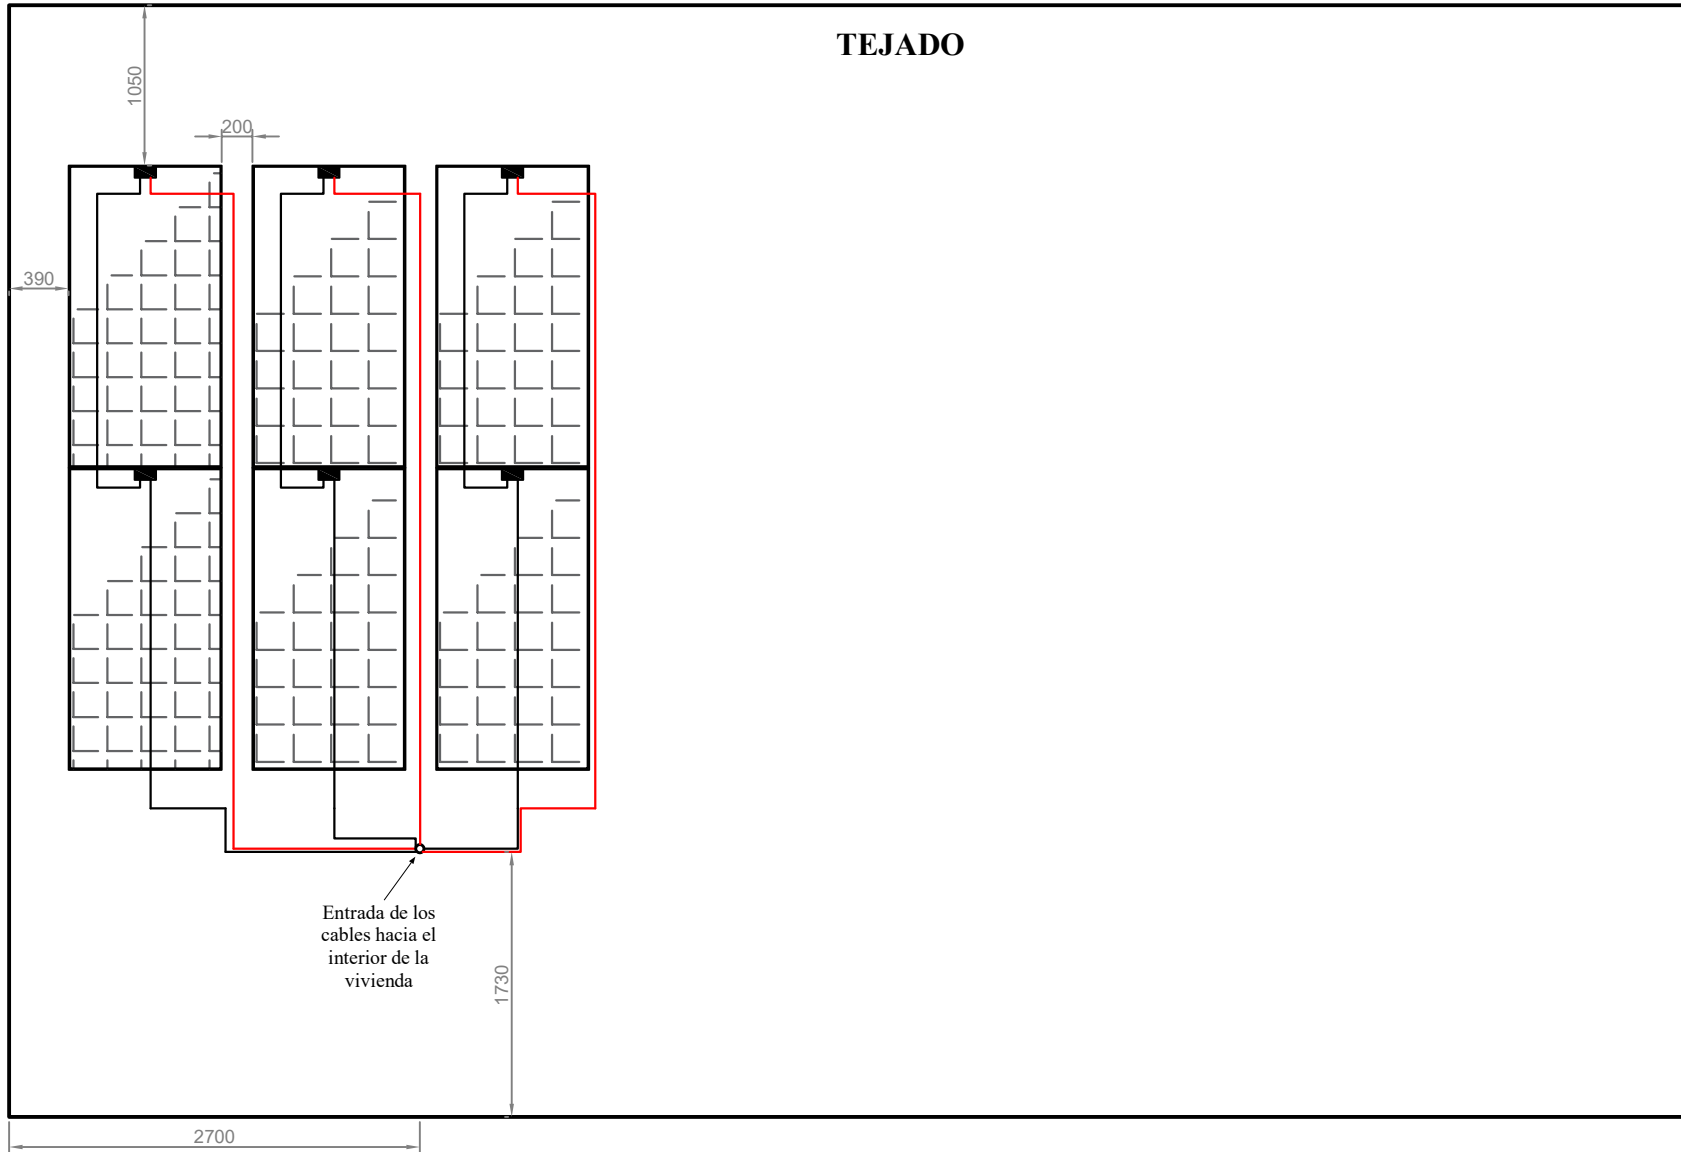 TEJADO
1050
200
390
Entrada de los
cables hacia el
interior de la
vivienda
1730
2700